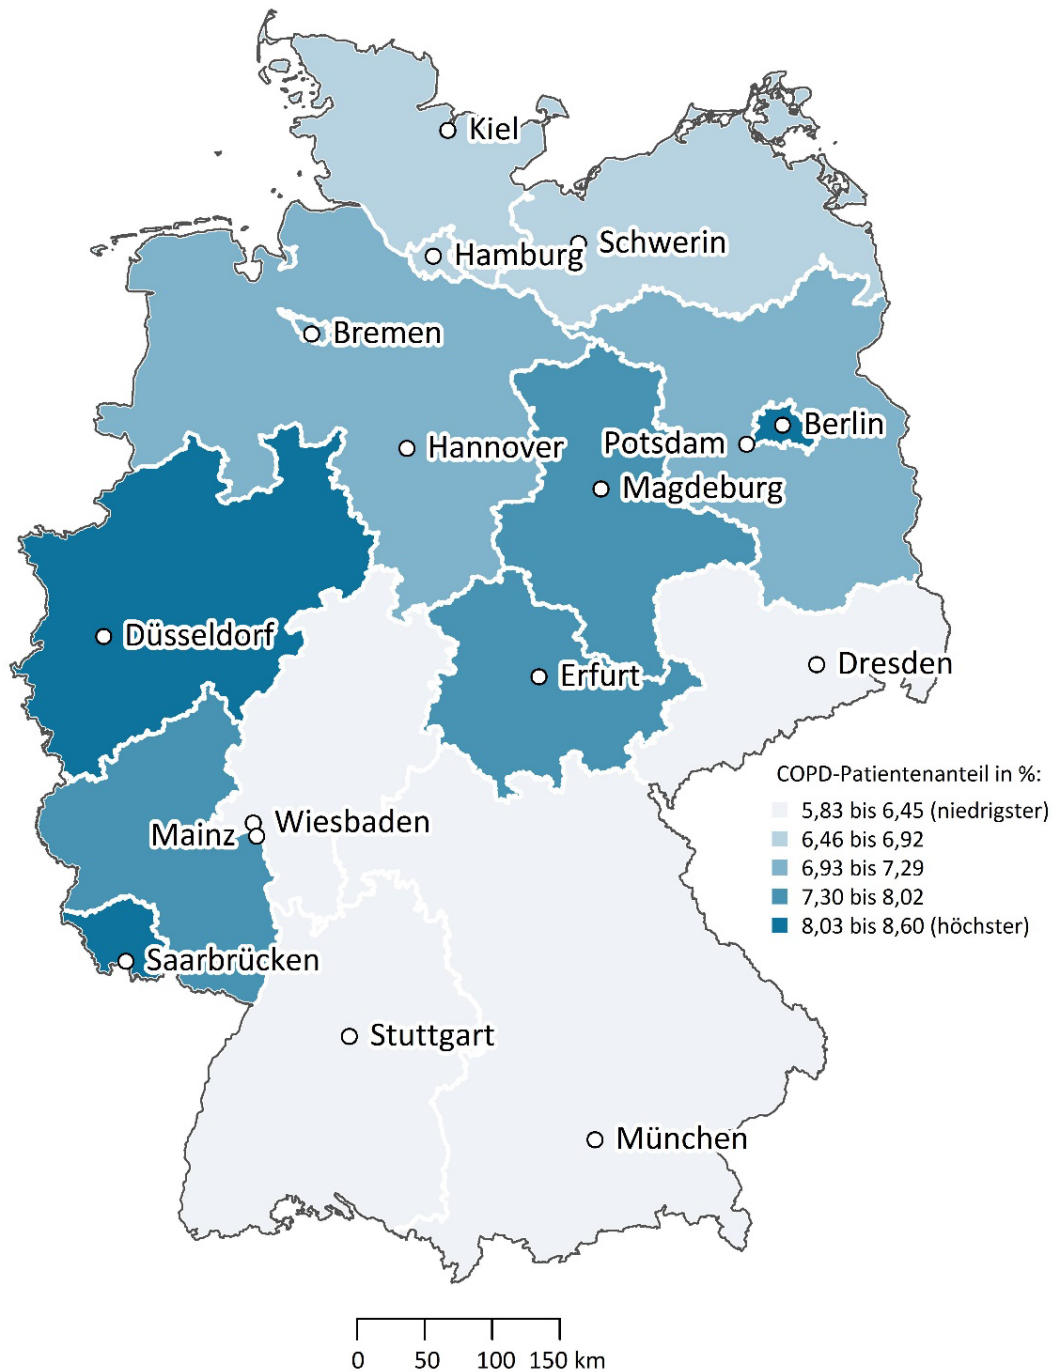 Kiel
Schwerin
Hamburg
Bremen
Berlin
Hannover
Potsdam
Magdeburg
Düsseldorf
Dresden
Erfurt
COPD-Patientenanteil in %:
5,83 bis 6,45 (niedrigster)
6,46 bis 6,92
6,93 bis 7,29
7,30 bis 8,02
8,03 bis 8,60 (höchster)
Wiesbaden
Mainz
Saarbrücken
Stuttgart
München
0 50 100 150 km